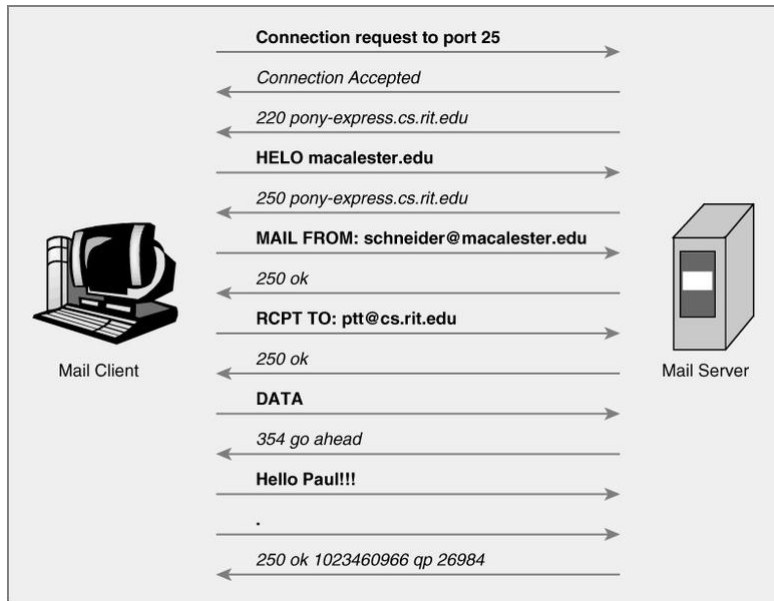 Connection request to port 25
Connection Accepted
220 pony-express.cs.rit.edu
HELO macalester.edu
250 pony-express.cs.rit.edu
MAIL FROM: schneider@macalester.edu
250 ok
RCPT TO: ptt@cs.rit.edu
250 ok
Mail Client
Mail Server
DATA
354 go ahead
Hello Paul!!!
.
250 ok 1023460966 qp 26984